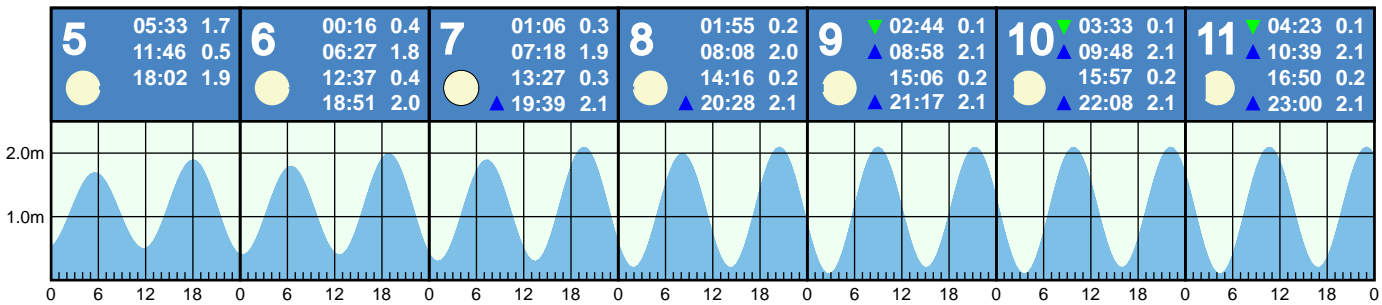 5
05:33 1.7
11:46 0.5
18:02 1.9
6
00:16 0.4
06:27 1.8
12:37 0.4
18:51 2.0
7
01:06 0.3
07:18 1.9
13:27 0.3
▲ 19:39 2.1
8
01:55 0.2
08:08 2.0
14:16 0.2
▲ 20:28 2.1
9
▼ 02:44 0.1
▲ 08:58 2.1
15:06 0.2
▲ 21:17 2.1
10
▼ 03:33 0.1
▲ 09:48 2.1
15:57 0.2
▲ 22:08 2.1
11
▼ 04:23 0.1
▲ 10:39 2.1
16:50 0.2
▲ 23:00 2.1
2.0m
1.0m
0 6 12 18 0 6 12 18 0 6 12 18 0 6 12 18 0 6 12 18 0 6 12 18 0 6 12 18 0